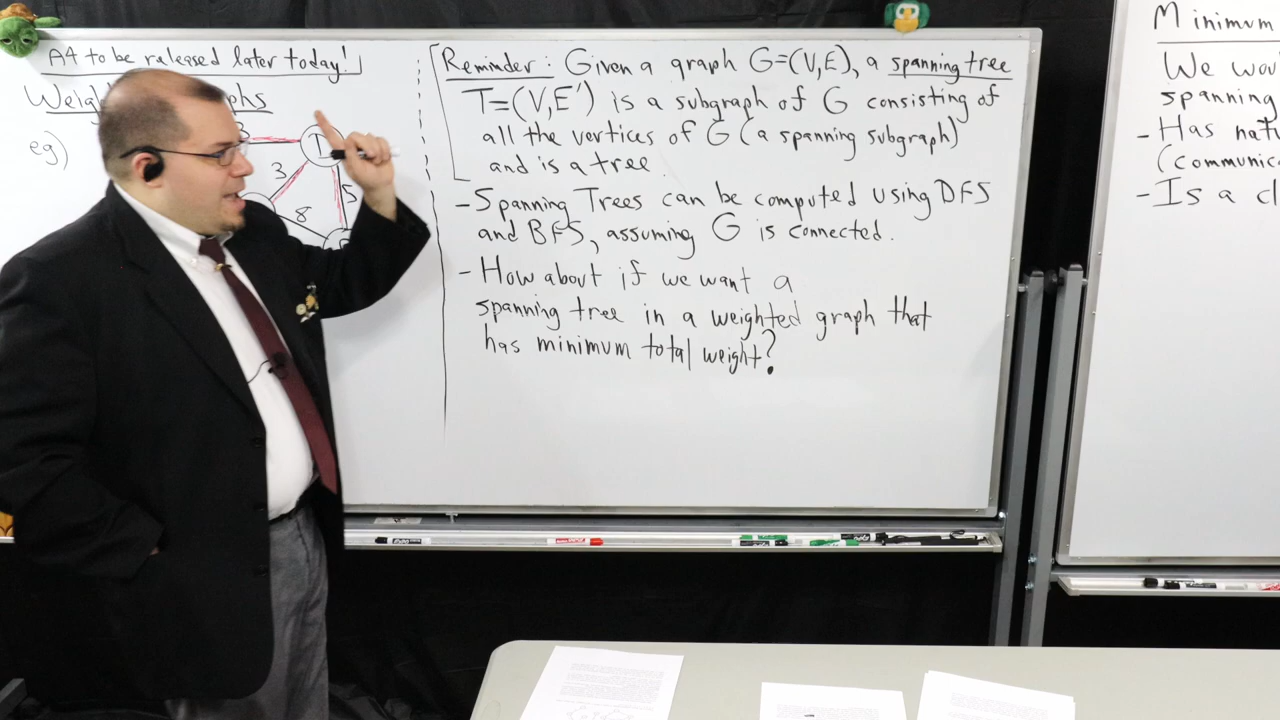 A4 to be released later today!
Weigh phs
eg)
T
3
5
8
Reminder: Given a graph G=(V,E), a spanning tree
T=(V,E') is a subgraph of G consisting of
all the vertices of G (a spanning subgraph)
and is a tree.
- Spanning Trees can be computed using DFS
and BFS, assuming G is connected.
- How about if we want a
spanning tree in a weighted graph that
has minimum total weight?
Minimum
We wou
spanning
- Has nat
(communic
- Is a cl